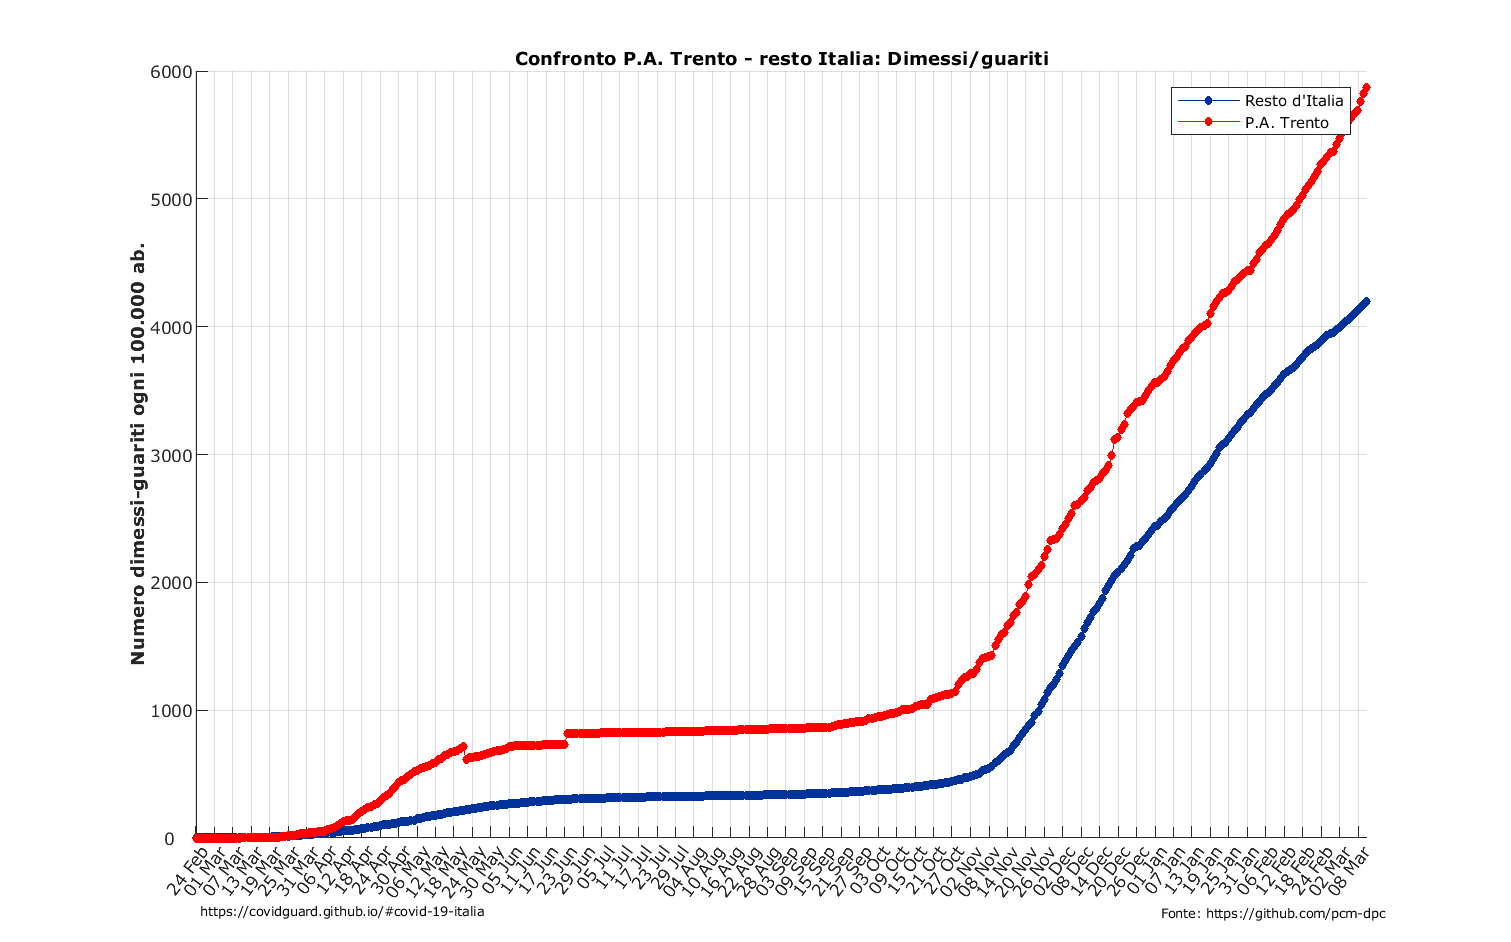 Confronto P.A. Trento - resto Italia: Dimessi/guariti
Resto d'Italia
P.A. Trento
Numero dimessi-guariti ogni 100.000 ab.
6000
5000
4000
3000
2000
1000
0
24 Feb
01 Mar
07 Mar
13 Mar
19 Mar
25 Mar
31 Mar
06 Apr
12 Apr
18 Apr
24 Apr
30 Apr
06 May
12 May
18 May
24 May
30 May
05 Jun
11 Jun
17 Jun
23 Jun
29 Jun
05 Jul
11 Jul
17 Jul
23 Jul
29 Jul
04 Aug
10 Aug
16 Aug
22 Aug
28 Aug
03 Sep
09 Sep
15 Sep
21 Sep
27 Sep
03 Oct
09 Oct
15 Oct
21 Oct
27 Oct
02 Nov
08 Nov
14 Nov
20 Nov
26 Nov
02 Dec
08 Dec
14 Dec
20 Dec
26 Dec
01 Jan
07 Jan
13 Jan
19 Jan
25 Jan
31 Jan
06 Feb
12 Feb
18 Feb
24 Feb
02 Mar
08 Mar
https://covidguard.github.io/#covid-19-italia
Fonte: https://github.com/pcm-dpc